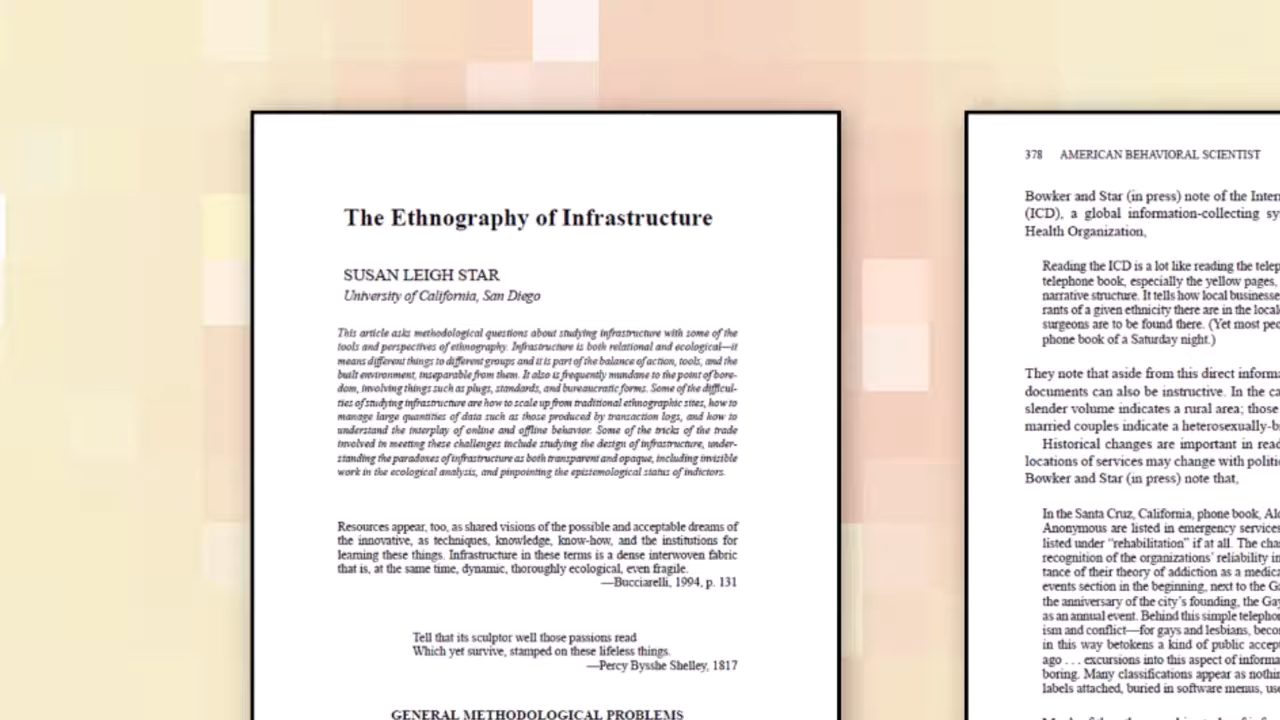 The Ethnography of Infrastructure
SUSAN LEIGH STAR
University of California, San Diego
This article asks methodological questions about studying infrastructure with some of the
tools and perspectives of ethnography. Infrastructure is both relational and ecological—it
means different things to different groups and it is part of the balance of action, tools, and the
built environment, inseparable from them. It also is frequently mundane to the point of bore-
dom, involving things such as plugs, standards, and bureaucratic forms. Some of the difficul-
ties of studying infrastructure are how to scale up from traditional ethnographic sites, how to
manage large quantities of data such as those produced by transaction logs, and how to
understand the interplay of online and offline behavior. Some of the tricks of the trade
involved in meeting these challenges include studying the design of infrastructure, under-
standing the paradoxes of infrastructure as both transparent and opaque, including invisible
work in the ecological analysis, and pinpointing the epistemological status of indictors.
Resources appear, too, as shared visions of the possible and acceptable dreams of
the innovative, as techniques, knowledge, know-how, and the institutions for
learning these things. Infrastructure in these terms is a dense interwoven fabric
that is, at the same time, dynamic, thoroughly ecological, even fragile.
—Bucciarelli, 1994, p. 131
Tell that its sculptor well those passions read
Which yet survive, stamped on these lifeless things.
—Percy Bysshe Shelley, 1817
GENERAL METHODOLOGICAL PROBLEMS
378 AMERICAN BEHAVIORAL SCIENTIST
Bowker and Star (in press) note of the Inter
(ICD), a global information-collecting sy
Health Organization,
Reading the ICD is a lot like reading the telep
telephone book, especially the yellow pages,
narrative structure. It tells how local businesse
rants of a given ethnicity there are in the local
surgeons are to be found there. (Yet most peo
phone book of a Saturday night.)
They note that aside from this direct informa
documents can also be instructive. In the ca
slender volume indicates a rural area; those
married couples indicate a heterosexually-b
Historical changes are important in read
locations of services may change with politi
Bowker and Star (in press) note that,
In the Santa Cruz, California, phone book, Alc
Anonymous are listed in emergency services
listed under “rehabilitation” if at all. The cha
recognition of the organizations’ reliability in
tance of their theory of addiction as a medica
events section in the beginning, next to the Ga
the anniversary of the city’s founding, the Gay
as an annual event. Behind this simple telepho
ism and conflict—for gays and lesbians, beco
in this way betokens a kind of public accep
ago . . . excursions into this aspect of informa
boring. Many classifications appear as nothin
labels attached, buried in software menus, use